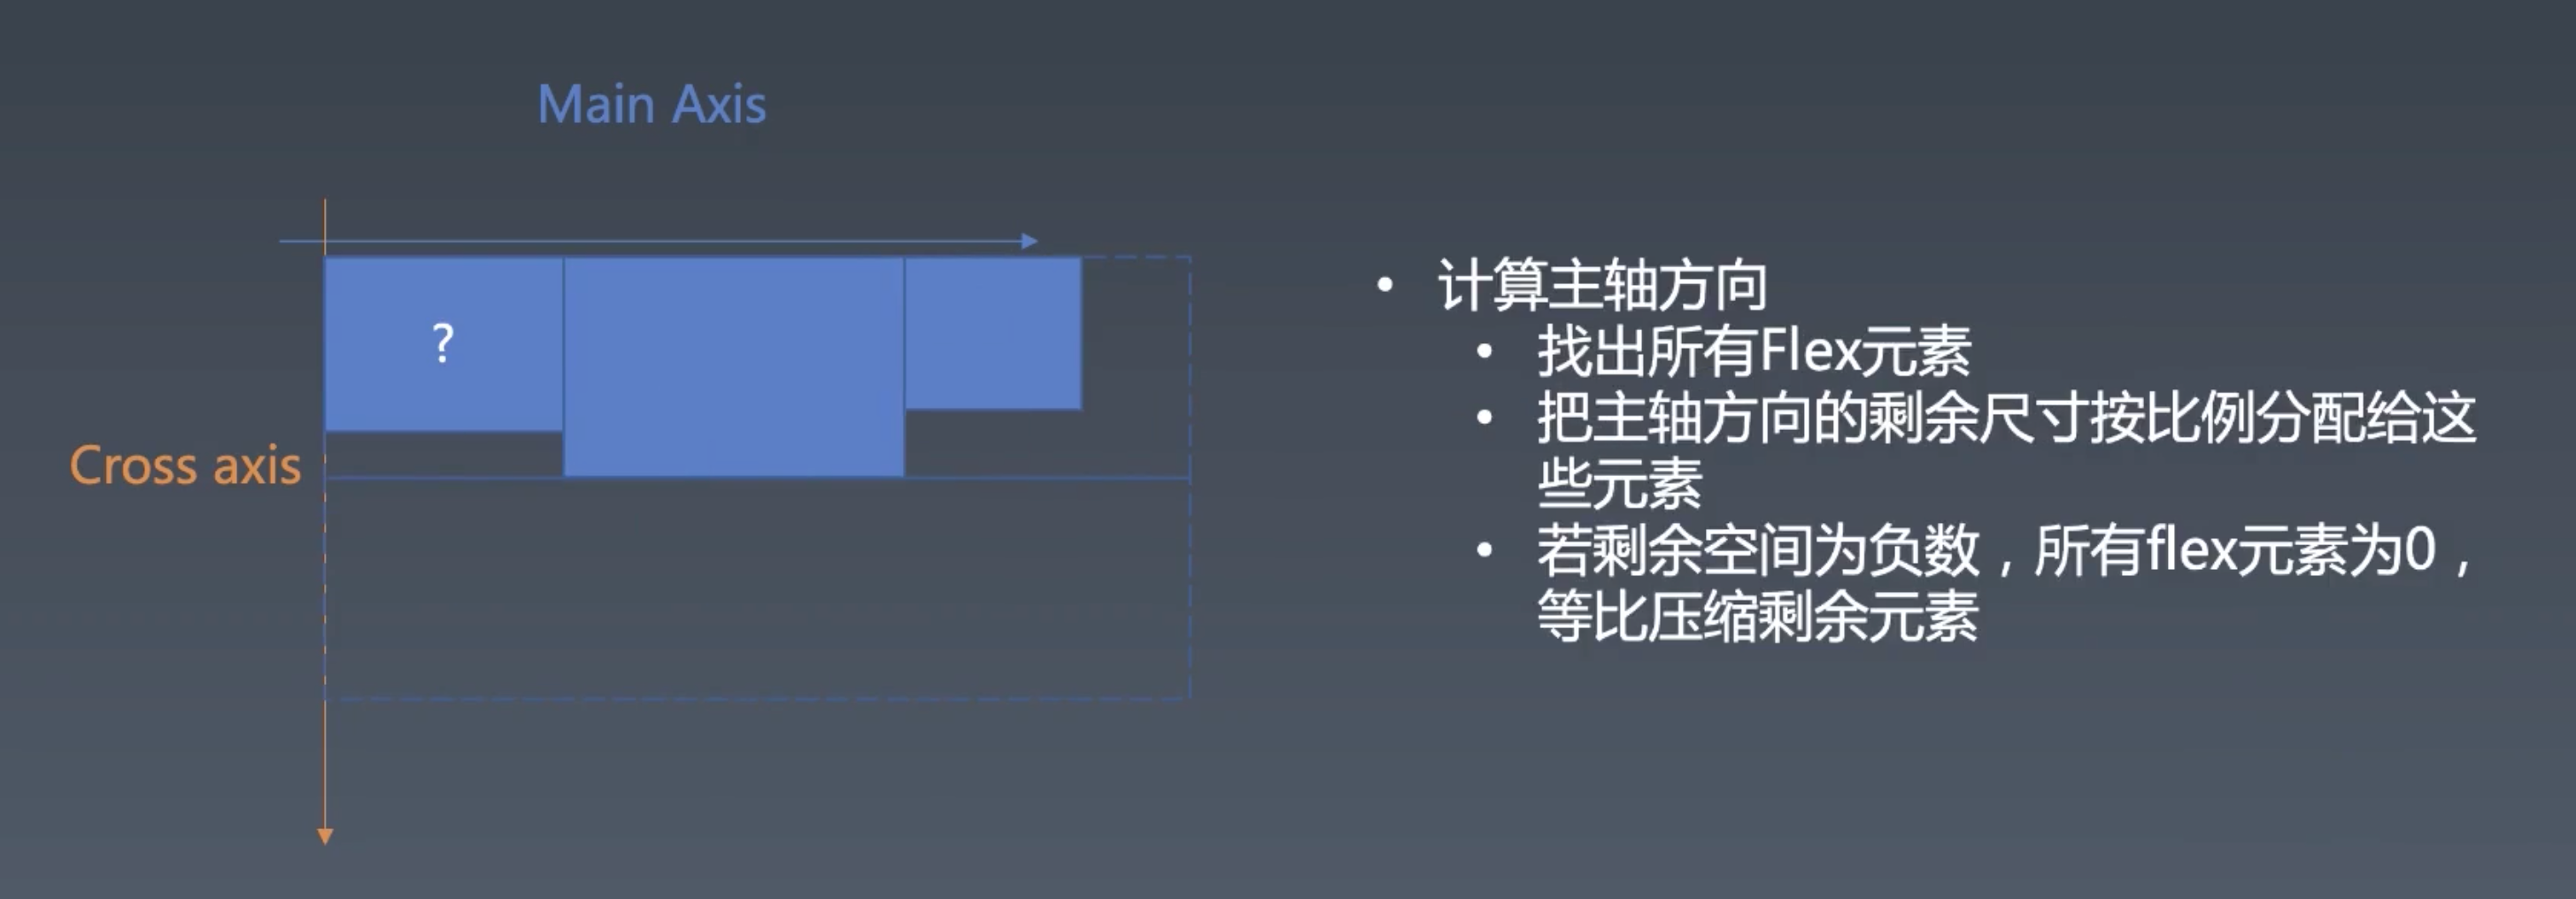 Main Axis
?
Cross axis
• 计算主轴方向
• 找出所有Flex元素
• 把主轴方向的剩余尺寸按比例分配给这
些元素
• 若剩余空间为负数，所有flex元素为0，
等比压缩剩余元素